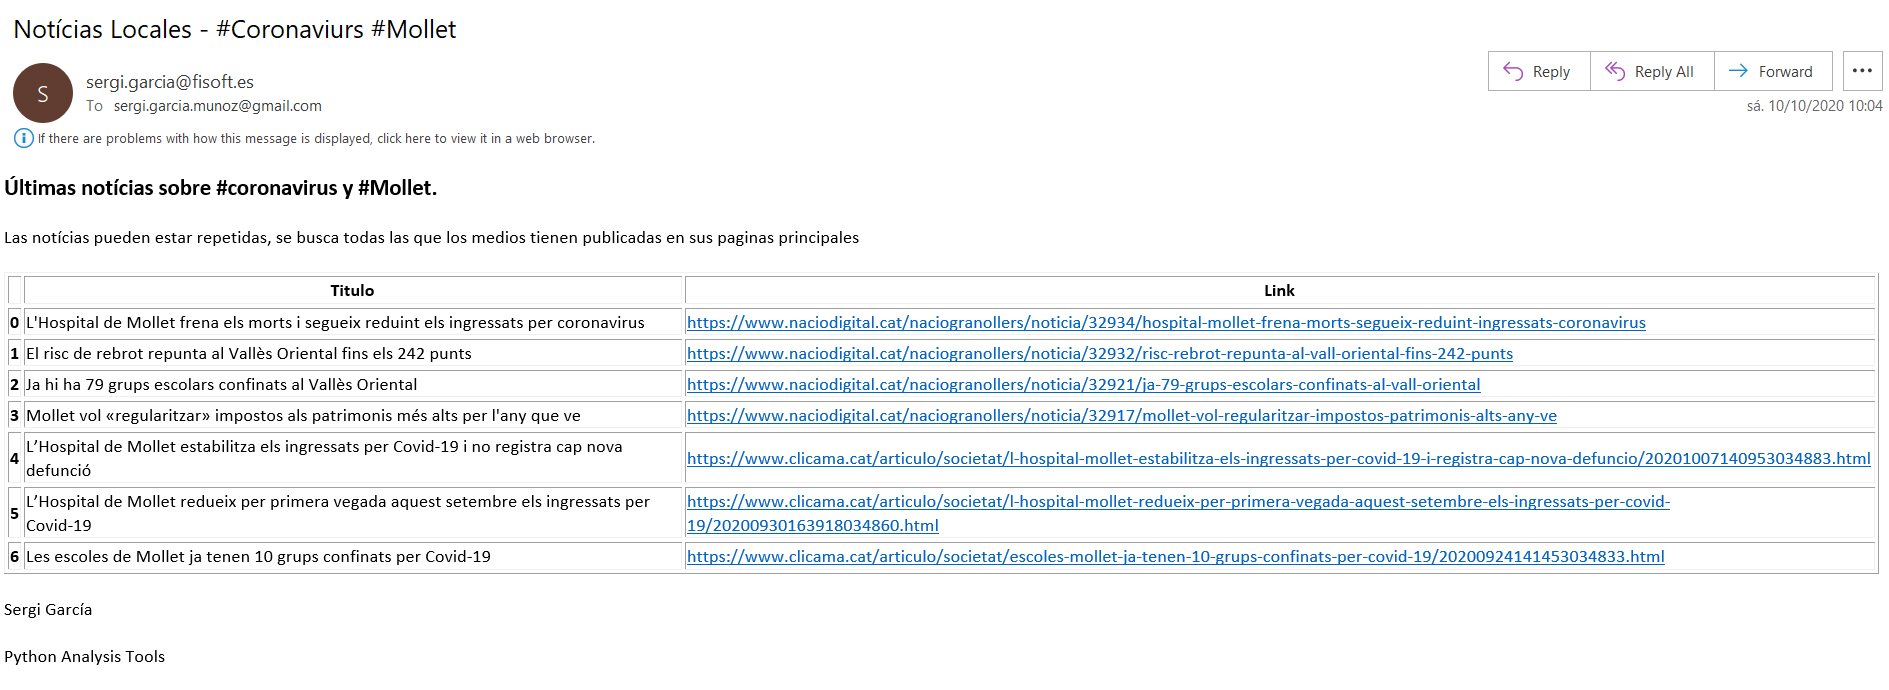 Notícias Locales - #Coronaviurs #Mollet
S
sergi.garcia@fisoft.es
To sergi.garcia.munoz@gmail.com
Reply
Reply All
Forward
sá. 10/10/2020 10:04
If there are problems with how this message is displayed, click here to view it in a web browser.
Últimas notícias sobre #coronavirus y #Mollet.
Las notícias pueden estar repetidas, se busca todas las que los medios tienen publicadas en sus paginas principales
Titulo Link
0 L'Hospital de Mollet frena els morts i segueix reduint els ingressats per coronavirus https://www.naciodigital.cat/naciogranollers/noticia/32934/hospital-mollet-frena-morts-segueix-reduint-ingressats-coronavirus
1 El risc de rebrot repunta al Vallès Oriental fins els 242 punts https://www.naciodigital.cat/naciogranollers/noticia/32932/risc-rebrot-repunta-al-vall-oriental-fins-242-punts
2 Ja hi ha 79 grups escolars confinats al Vallès Oriental https://www.naciodigital.cat/naciogranollers/noticia/32921/ja-79-grups-escolars-confinats-al-vall-oriental
3 Mollet vol «regularitzar» impostos als patrimonis més alts per l'any que ve https://www.naciodigital.cat/naciogranollers/noticia/32917/mollet-vol-regularitzar-impostos-patrimonis-alts-any-ve
4 L’Hospital de Mollet estabilitza els ingressats per Covid-19 i no registra cap nova
defunció https://www.clicama.cat/articulo/societat/l-hospital-mollet-estabilitza-els-ingressats-per-covid-19-i-registra-cap-nova-defuncio/20201007140953034883.html
5 L’Hospital de Mollet redueix per primera vegada aquest setembre els ingressats per
Covid-19 https://www.clicama.cat/articulo/societat/l-hospital-mollet-redueix-per-primera-vegada-aquest-setembre-els-ingressats-per-covid-
19/20200930163918034860.html
6 Les escoles de Mollet ja tenen 10 grups confinats per Covid-19 https://www.clicama.cat/articulo/societat/escoles-mollet-ja-tenen-10-grups-confinats-per-covid-19/20200924141453034833.html
Sergi García
Python Analysis Tools